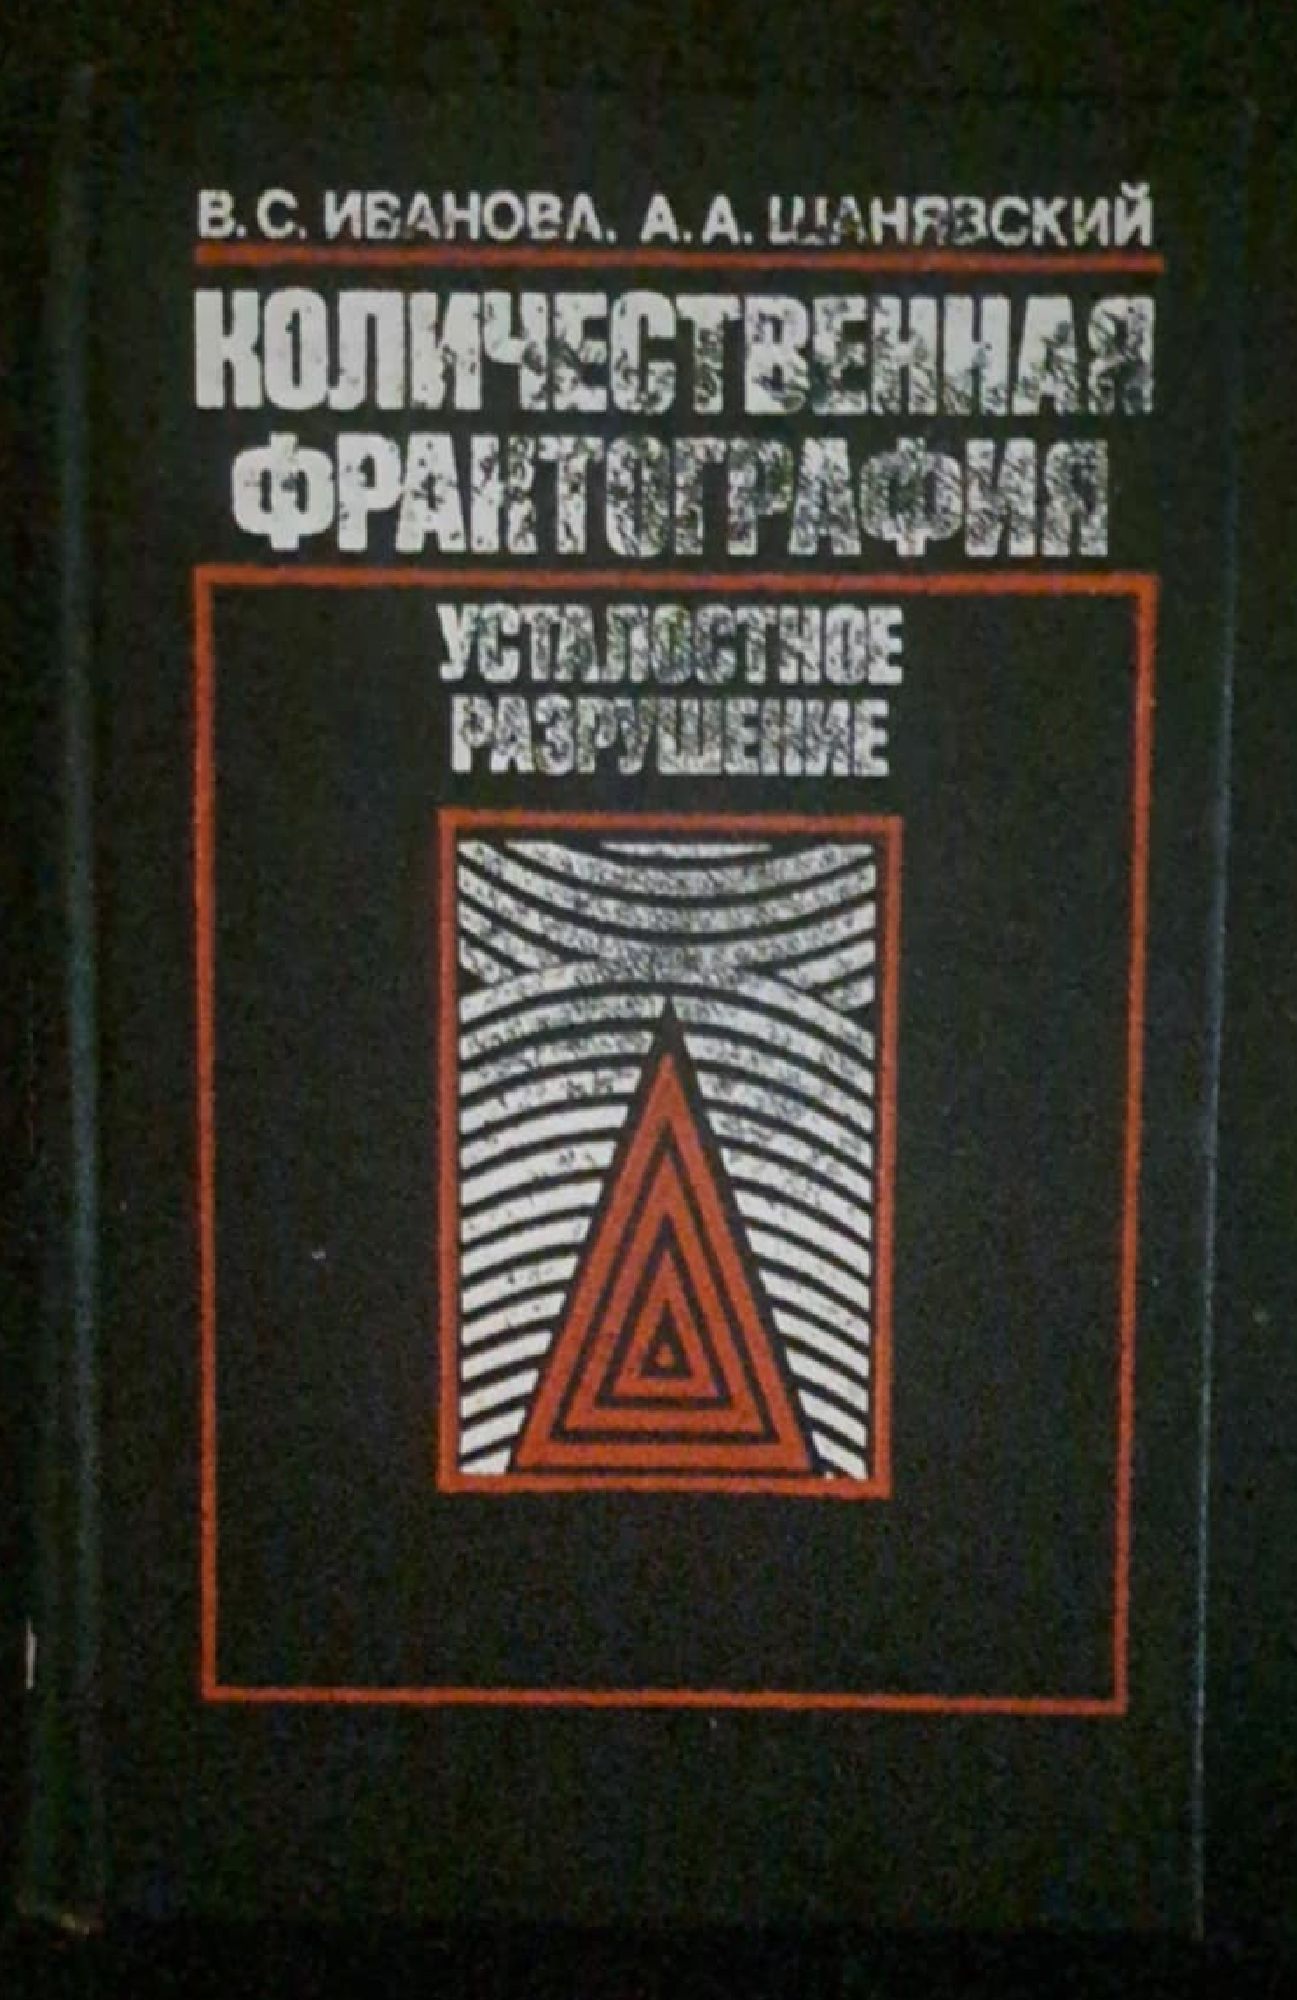 В. С. ИВАНОВА, А. А. ШАНЯВСКИЙ
КОЛИЧЕСТВЕННАЯ
ФРАКТОГРАФИЯ
УСТАЛОСТНОЕ
РАЗРУШЕНИЕ